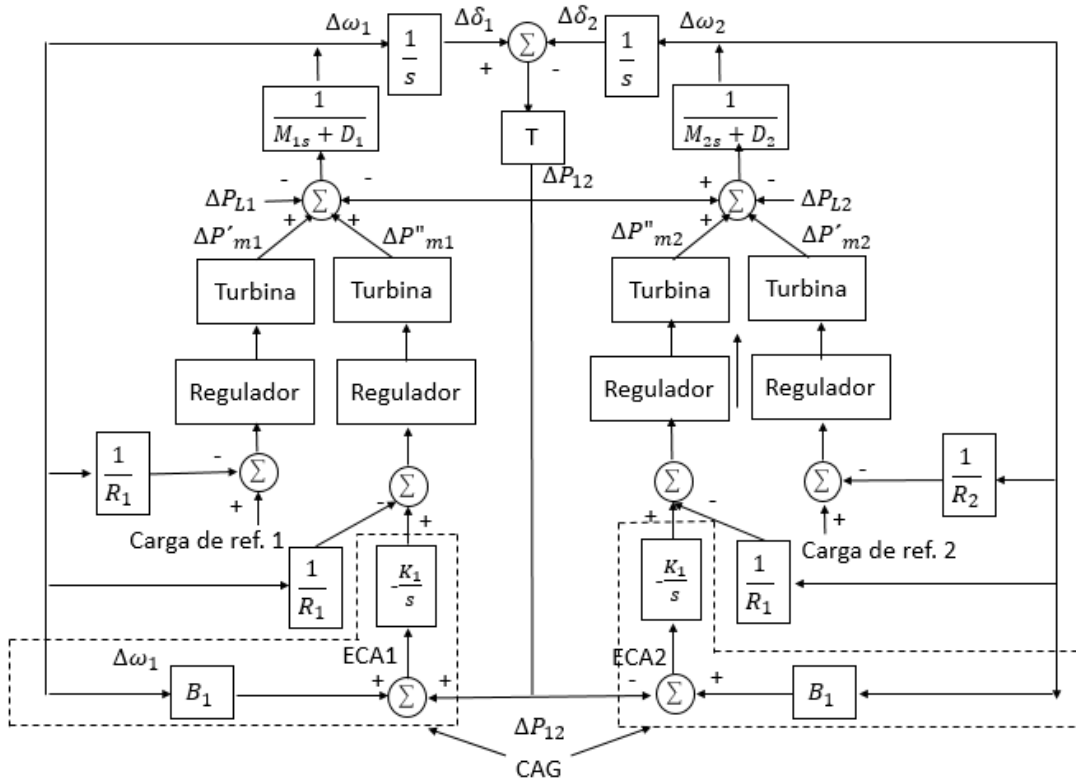 Δω₁
1/s
Δδ₁
Σ
Δδ₂
1/s
Δω₂
+
-
1/(M₁ₛ + D₁)
T
1/(M₂ₛ + D₂)
ΔP₁₂
-
-
ΔP_L1
Σ
+
+
+
-
Σ
ΔP_L2
+
ΔP´ₘ₁
ΔP"ₘ₁
ΔP"ₘ₂
ΔP´ₘ₂
Turbina
Turbina
Turbina
Turbina
Regulador
Regulador
Regulador
Regulador
1/R₁
-
Σ
+
Carga de ref. 1
-
Σ
+
Σ
-
+
-
Σ
+
1/R₂
Carga de ref. 2
1/R₁
-K₁/s
-K₁/s
1/R₁
Δω₁
ECA1
ECA2
B₁
+
Σ
+
-
Σ
+
B₁
ΔP₁₂
CAG